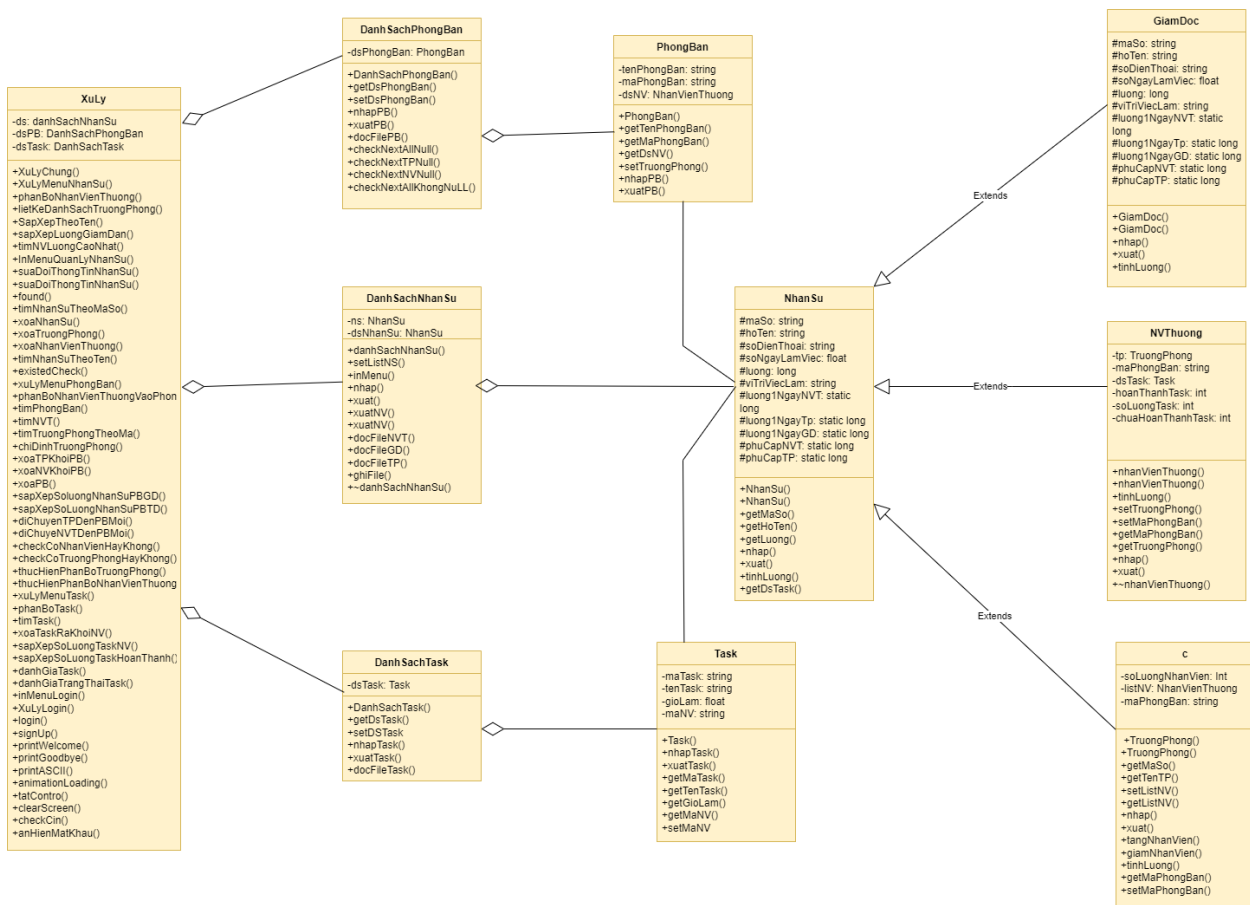 XuLy
-ds: danhSachNhanSu
-dsPB: DanhSachPhongBan
-dsTask: DanhSachTask
+XuLyChung()
+XuLyMenuNhanSu()
+phanBoNhanVienThuong()
+lietKeDanhSachTruongPhong()
+SapXepTheoTen()
+sapXepLuongGiamDan()
+timNVLuongCaoNhat()
+InMenuQuanLyNhanSu()
+suaDoiThongTinNhanSu()
+suaDoiThongTinNhanSu()
+found()
+timNhanSuTheoMaSo()
+xoaNhanSu()
+xoaTruongPhong()
+xoaNhanVienThuong()
+timNhanSuTheoTen()
+existedCheck()
+xuLyMenuPhongBan()
+phanBoNhanVienThuongVaoPhon
+timPhongBan()
+timNVT()
+timTruongPhongTheoMa()
+chiDinhTruongPhong()
+xoaTPKhoiPB()
+xoaNVKhoiPB()
+xoaPB()
+sapXepSoluongNhanSuPBGD()
+sapXepSoLuongNhanSuPBTD()
+diChuyenTPDenPBMoi()
+diChuyeNVTDenPBMoi()
+checkCoNhanVienHayKhong()
+checkCoTruongPhongHayKhong()
+thucHienPhanBoTruongPhong()
+thucHienPhanBoNhanVienThuong
+xuLyMenuTask()
+phanBoTask()
+timTask()
+xoaTaskRaKhoiNV()
+sapXepSoLuongTaskNV()
+sapXepSoLuongTaskHoanThanh()
+danhGiaTask()
+danhGiaTrangThaiTask()
+inMenuLogin()
+XuLyLogin()
+login()
+signUp()
+printWelcome()
+printGoodbye()
+printASCII()
+animationLoading()
+tatContro()
+clearScreen()
+checkCin()
+anHienMatKhau()
DanhSachPhongBan
-dsPhongBan: PhongBan
+DanhSachPhongBan()
+getDsPhongBan()
+setDsPhongBan()
+nhapPB()
+xuatPB()
+docFilePB()
+checkNextAllNull()
+checkNextTPNull()
+checkNextNVNull()
+checkNextAllKhongNuLL()
DanhSachNhanSu
-ns: NhanSu
-dsNhanSu: NhanSu
+danhSachNhanSu()
+setListNS()
+inMenu()
+nhap()
+xuat()
+xuatNV()
+xuatNV()
+docFileNVT()
+docFileGD()
+docFileTP()
+ghiFile()
+~danhSachNhanSu()
DanhSachTask
-dsTask: Task
+DanhSachTask()
+getDsTask()
+setDSTask
+nhapTask()
+xuatTask()
+docFileTask()
PhongBan
-tenPhongBan: string
-maPhongBan: string
-dsNV: NhanVienThuong
+PhongBan()
+getTenPhongBan()
+getMaPhongBan()
+getDsNV()
+setTruongPhong()
+nhapPB()
+xuatPB()
NhanSu
#maSo: string
#hoTen: string
#soDienThoai: string
#soNgayLamViec: float
#luong: long
#viTriViecLam: string
#luong1NgayNVT: static
long
#luong1NgayTp: static long
#luong1NgayGD: static long
#phuCapNVT: static long
#phuCapTP: static long
+NhanSu()
+NhanSu()
+getMaSo()
+getHoTen()
+getLuong()
+nhap()
+xuat()
+tinhLuong()
+getDsTask()
Task
-maTask: string
-tenTask: string
-gioLam: float
-maNV: string
+Task()
+nhapTask()
+xuatTask()
+getMaTask()
+getTenTask()
+getGioLam()
+getMaNV()
+setMaNV
Extends
Extends
Extends
GiamDoc
#maSo: string
#hoTen: string
#soDienThoai: string
#soNgayLamViec: float
#luong: long
#viTriViecLam: string
#luong1NgayNVT: static
long
#luong1NgayTp: static long
#luong1NgayGD: static long
#phuCapNVT: static long
#phuCapTP: static long
+GiamDoc()
+GiamDoc()
+nhap()
+xuat()
+tinhLuong()
NVThuong
-tp: TruongPhong
-maPhongBan: string
-dsTask: Task
-hoanThanhTask: int
-soLuongTask: int
-chuaHoanThanhTask: int
+nhanVienThuong()
+nhanVienThuong()
+tinhLuong()
+setTruongPhong()
+setMaPhongBan()
+getMaPhongBan()
+getTruongPhong()
+nhap()
+xuat()
+~nhanVienThuong()
c
-soLuongNhanVien: Int
-listNV: NhanVienThuong
-maPhongBan: string
+TruongPhong()
+TruongPhong()
+getMaSo()
+getTenTP()
+setListNV()
+getListNV()
+nhap()
+xuat()
+tangNhanVien()
+giamNhanVien()
+tinhLuong()
+getMaPhongBan()
+setMaPhongBan()